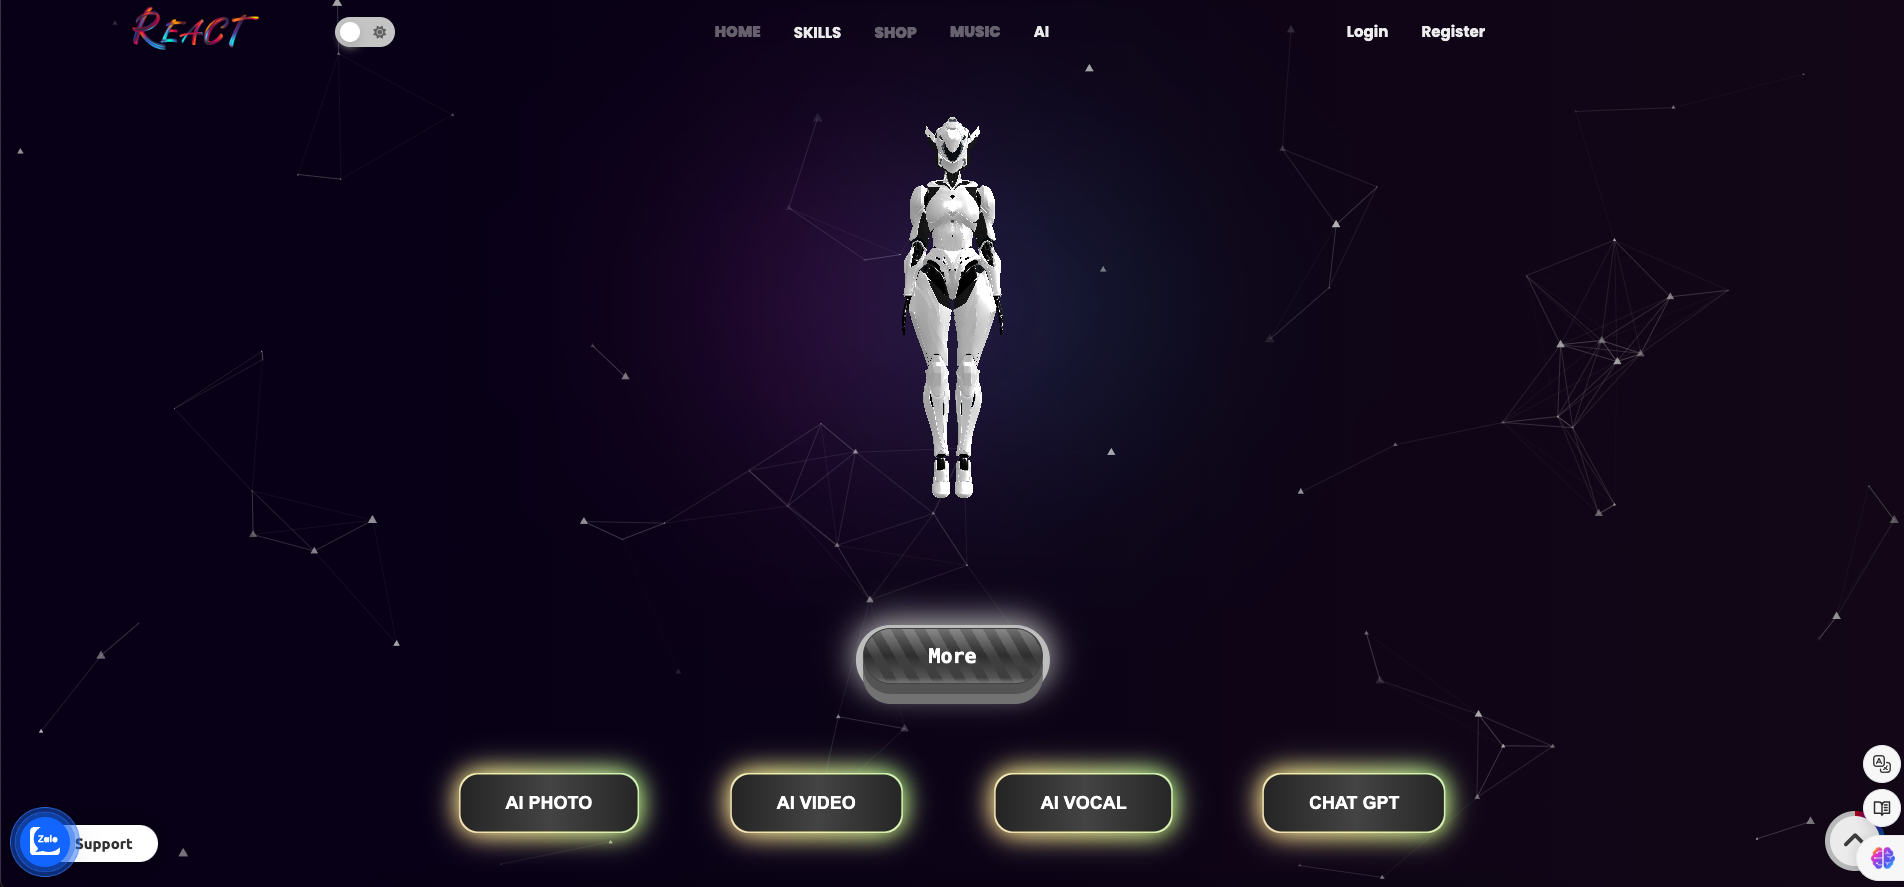 REACT
HOME
SKILLS
SHOP
MUSIC
AI
Login
Register
More
AI PHOTO
AI VIDEO
AI VOCAL
CHAT GPT
Zalo
Support